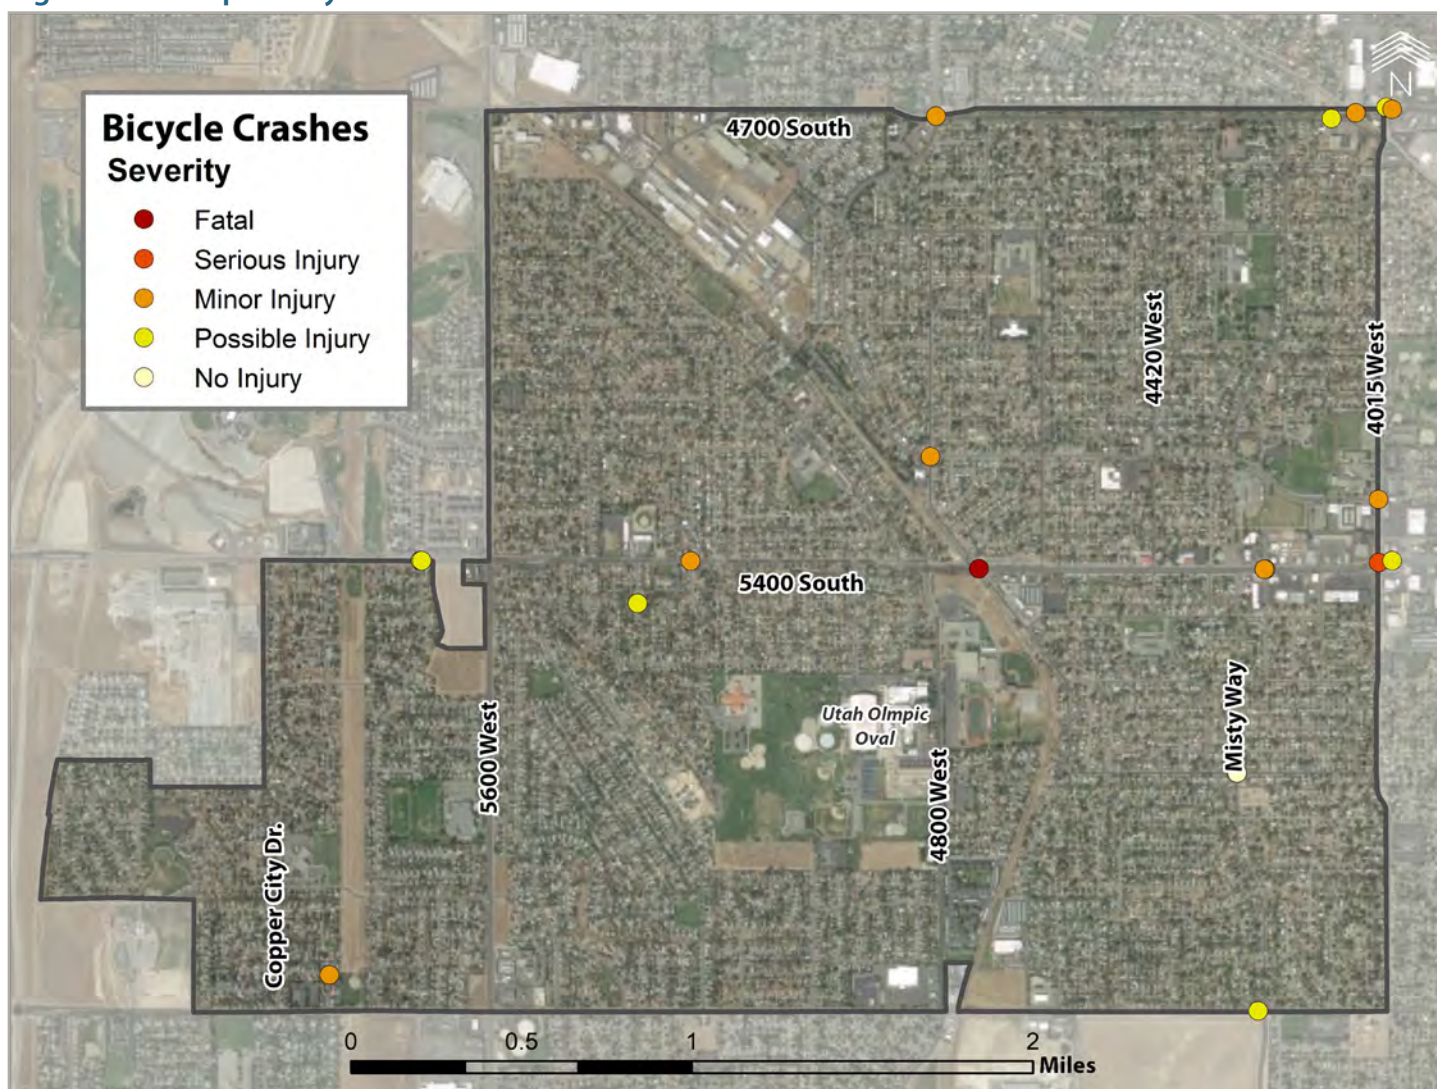 Bicycle Crashes
Severity
Fatal
Serious Injury
Minor Injury
Possible Injury
No Injury
N
4700 South
4420 West
4015 West
5400 South
Utah Olmpic
Oval
Misty Way
5600 West
4800 West
Copper City Dr.
0 0.5 1 2
Miles